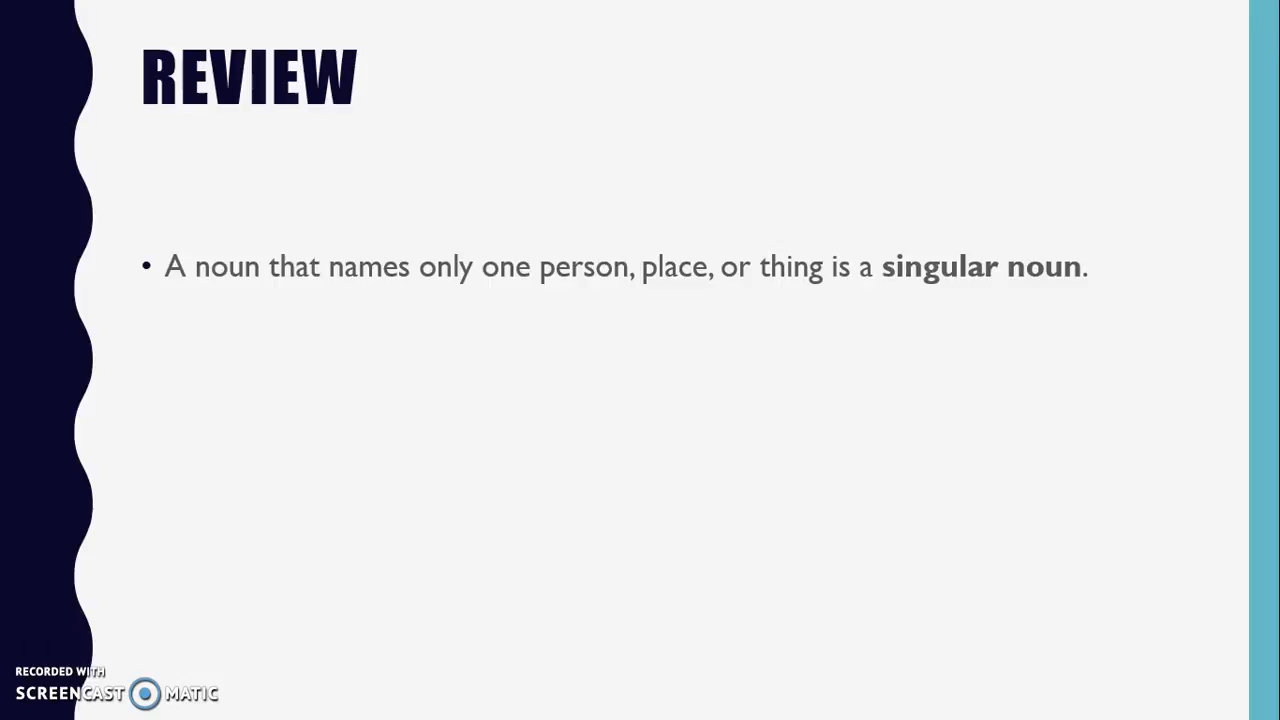 REVIEW
• A noun that names only one person, place, or thing is a singular noun.
RECORDED WITH
SCREENCAST MATIC